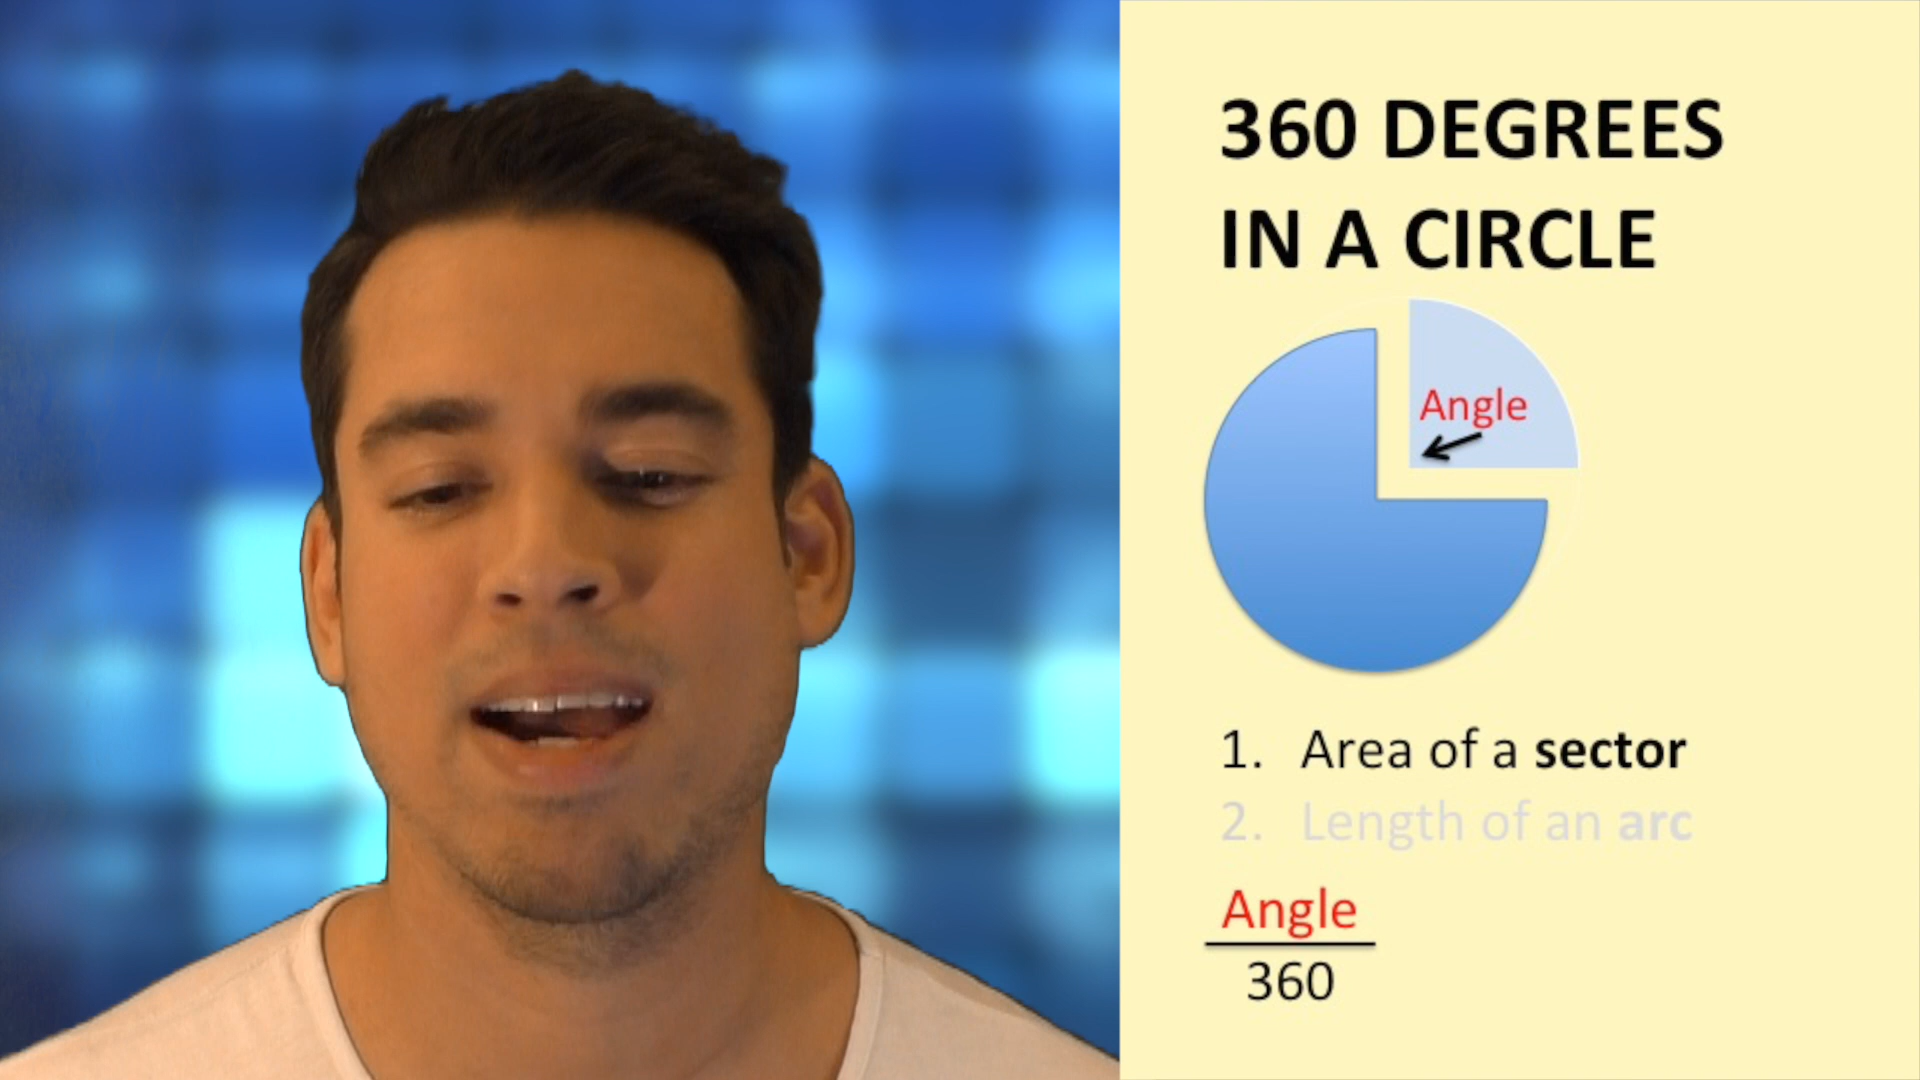 360 DEGREES
IN A CIRCLE
Angle
1. Area of a sector
2. Length of an arc
Angle
360